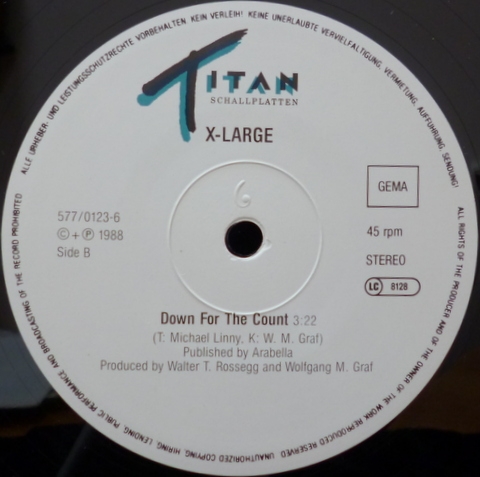 ALLE URHEBER- UND LEISTUNGSSCHUTZRECHTE VORBEHALTEN. KEIN VERLEIH! KEINE UNERLAUBTE VERVIELFÄLTIGUNG, VERMIETUNG, AUFFÜHRUNG, SENDUNG!
TITAN
SCHALLPLATTEN
X-LARGE
6
GEMA
577/0123-6
© + ℗ 1988
Side B
45 rpm
STEREO
LC 8128
Down For The Count 3:22
(T: Michael Linny, K: W. M. Graf)
Published by Arabella
Produced by Walter T. Rossegg and Wolfgang M. Graf
ALL RIGHTS OF THE PRODUCER AND OF THE OWNER OF THE WORK REPRODUCED RESERVED. UNAUTHORIZED COPYING, HIRING, LENDING, PUBLIC PERFORMANCE AND BROADCASTING OF THE RECORD PROHIBITED